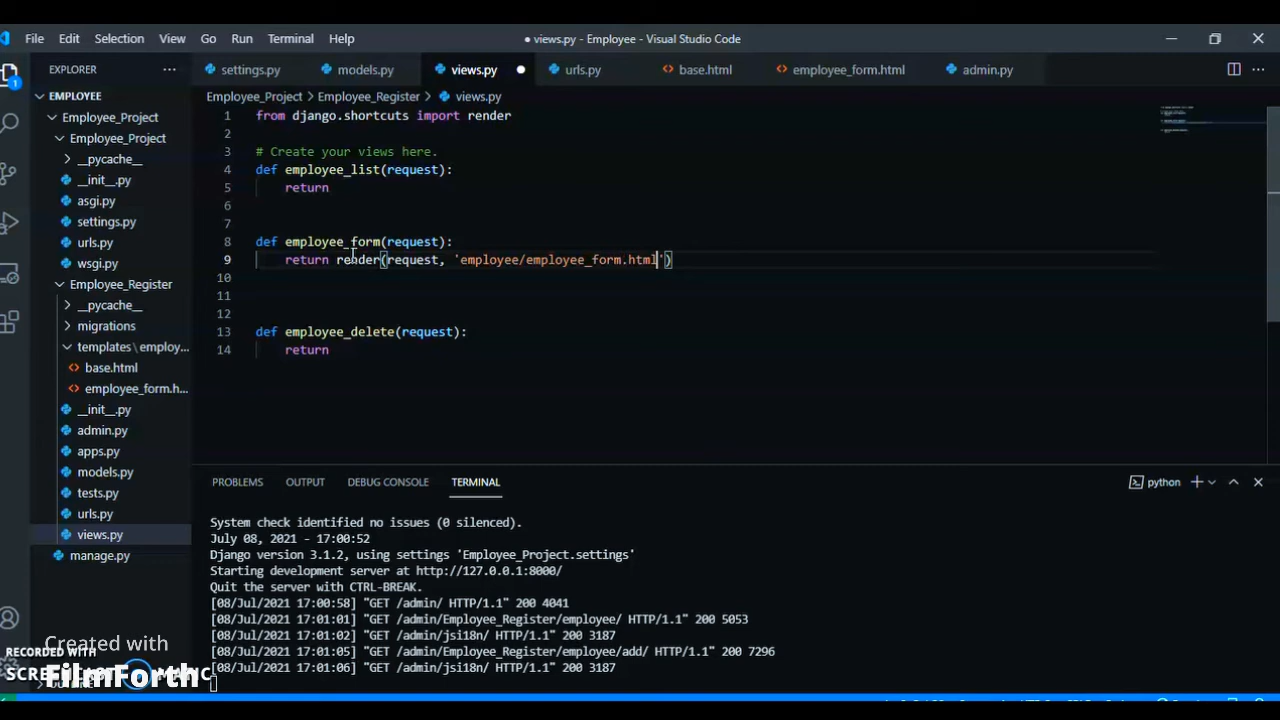 File Edit Selection View Go Run Terminal Help
● views.py - Employee - Visual Studio Code
EXPLORER
settings.py models.py views.py urls.py base.html employee_form.html admin.py
Employee_Project > Employee_Register > views.py
1
EMPLOYEE
Employee_Project
Employee_Project
__pycache__
__init__.py
asgi.py
settings.py
urls.py
wsgi.py
Employee_Register
__pycache__
migrations
templates\employ...
base.html
employee_form.h...
__init__.py
admin.py
apps.py
models.py
tests.py
urls.py
views.py
manage.py
1 from django.shortcuts import render
2
3 # Create your views here.
4 def employee_list(request):
5 return
6
7
8 def employee_form(request):
9 return render(request, 'employee/employee_form.html')
10
11
12
13 def employee_delete(request):
14 return
PROBLEMS OUTPUT DEBUG CONSOLE TERMINAL
python
System check identified no issues (0 silenced).
July 08, 2021 - 17:00:52
Django version 3.1.2, using settings 'Employee_Project.settings'
Starting development server at http://127.0.0.1:8000/
Quit the server with CTRL-BREAK.
[08/Jul/2021 17:00:58] "GET /admin/ HTTP/1.1" 200 4041
[08/Jul/2021 17:01:01] "GET /admin/Employee_Register/employee/ HTTP/1.1" 200 5053
[08/Jul/2021 17:01:02] "GET /admin/jsi18n/ HTTP/1.1" 200 3187
[08/Jul/2021 17:01:05] "GET /admin/Employee_Register/employee/add/ HTTP/1.1" 200 7296
[08/Jul/2021 17:01:06] "GET /admin/jsi18n/ HTTP/1.1" 200 3187
Created with
RECORDED WITH
FilmForth